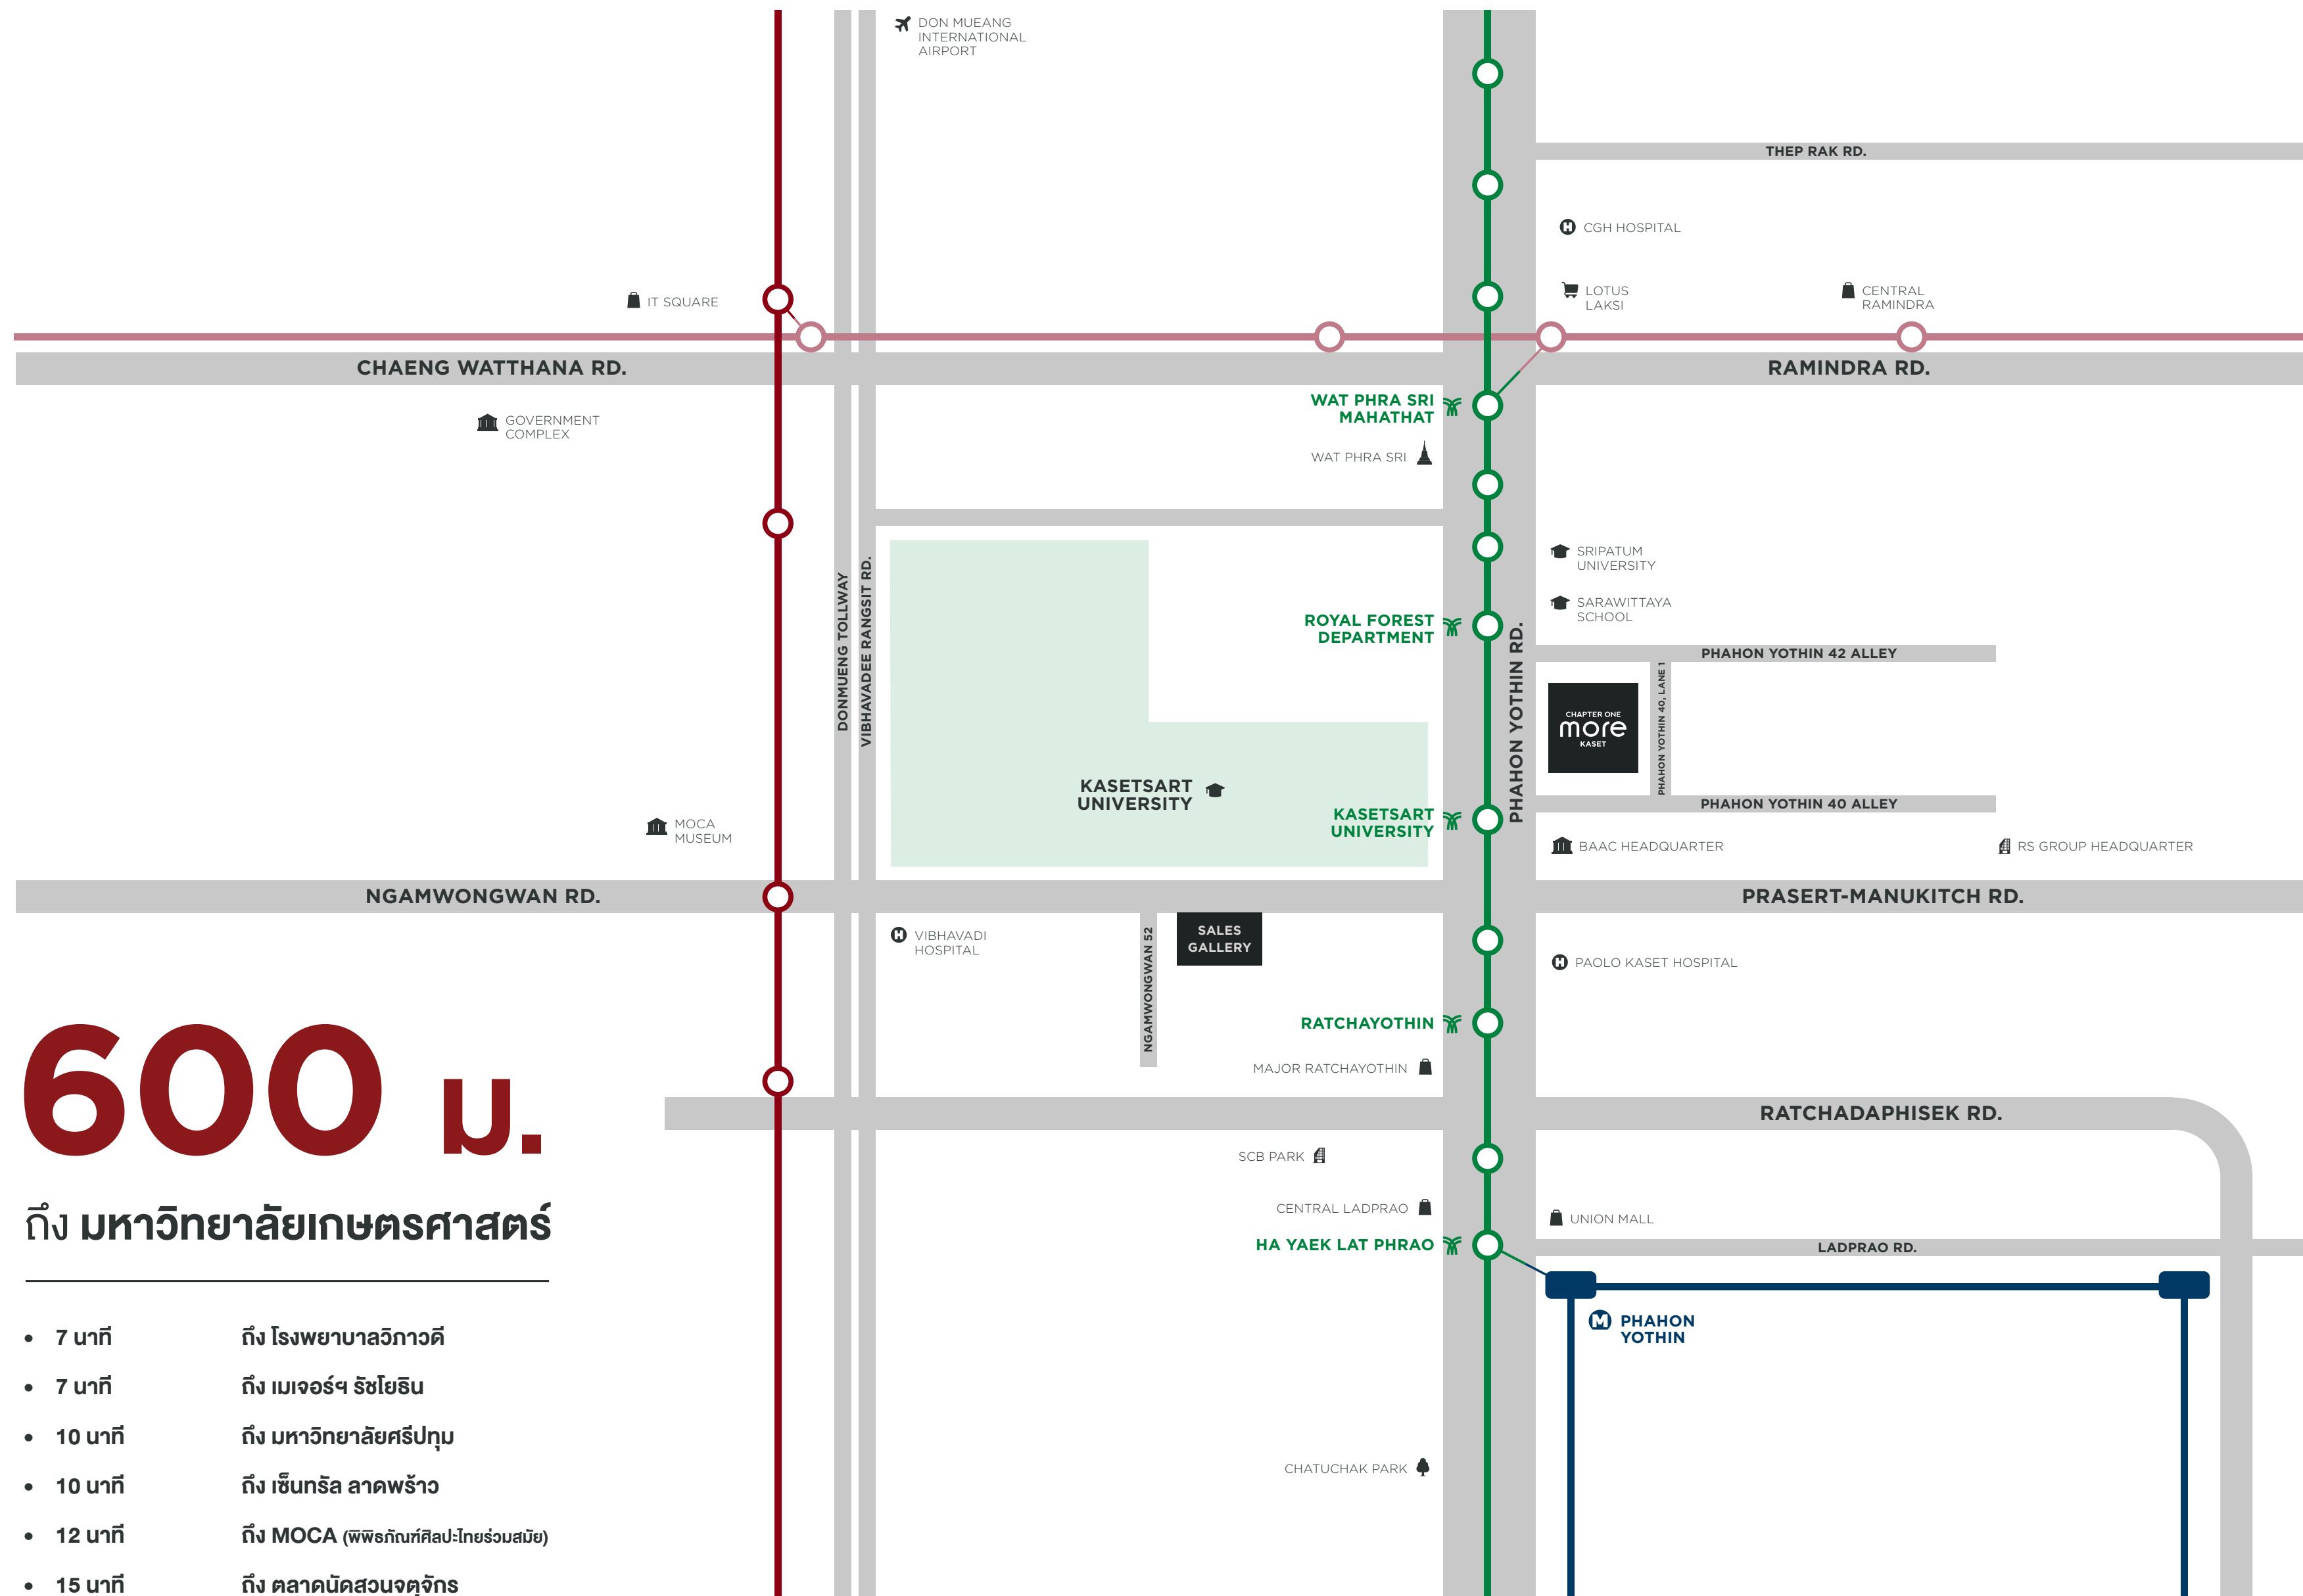 DON MUEANG
INTERNATIONAL
AIRPORT
THEP RAK RD.
CGH HOSPITAL
IT SQUARE
LOTUS
LAKSI
CENTRAL
RAMINDRA
CHAENG WATTHANA RD.
RAMINDRA RD.
WAT PHRA SRI
MAHATHAT
GOVERNMENT
COMPLEX
WAT PHRA SRI
DONMUENG TOLLWAY
VIBHAVADEE RANGSIT RD.
SRIPATUM
UNIVERSITY
SARAWITTAYA
SCHOOL
ROYAL FOREST
DEPARTMENT
PHAHON YOTHIN RD.
PHAHON YOTHIN 42 ALLEY
PHAHON YOTHIN 40, LANE 1
CHAPTER ONE
more
KASET
KASETSART
UNIVERSITY
KASETSART
UNIVERSITY
PHAHON YOTHIN 40 ALLEY
MOCA
MUSEUM
BAAC HEADQUARTER
RS GROUP HEADQUARTER
NGAMWONGWAN RD.
PRASERT-MANUKITCH RD.
VIBHAVADI
HOSPITAL
NGAMWONGWAN 52
SALES
GALLERY
PAOLO KASET HOSPITAL
RATCHAYOTHIN
MAJOR RATCHAYOTHIN
RATCHADAPHISEK RD.
SCB PARK
CENTRAL LADPRAO
UNION MALL
HA YAEK LAT PHRAO
LADPRAO RD.
PHAHON
YOTHIN
CHATUCHAK PARK
600 ม.
ถึง มหาวิทยาลัยเกษตรศาสตร์
• 7 นาที ถึง โรงพยาบาลวิภาวดี
• 7 นาที ถึง เมเจอร์ฯ รัชโยธิน
• 10 นาที ถึง มหาวิทยาลัยศรีปทุม
• 10 นาที ถึง เซ็นทรัล ลาดพร้าว
• 12 นาที ถึง MOCA (พิพิธภัณฑ์ศิลปะไทยร่วมสมัย)
• 15 นาที ถึง ตลาดนัดสวนจตุจักร